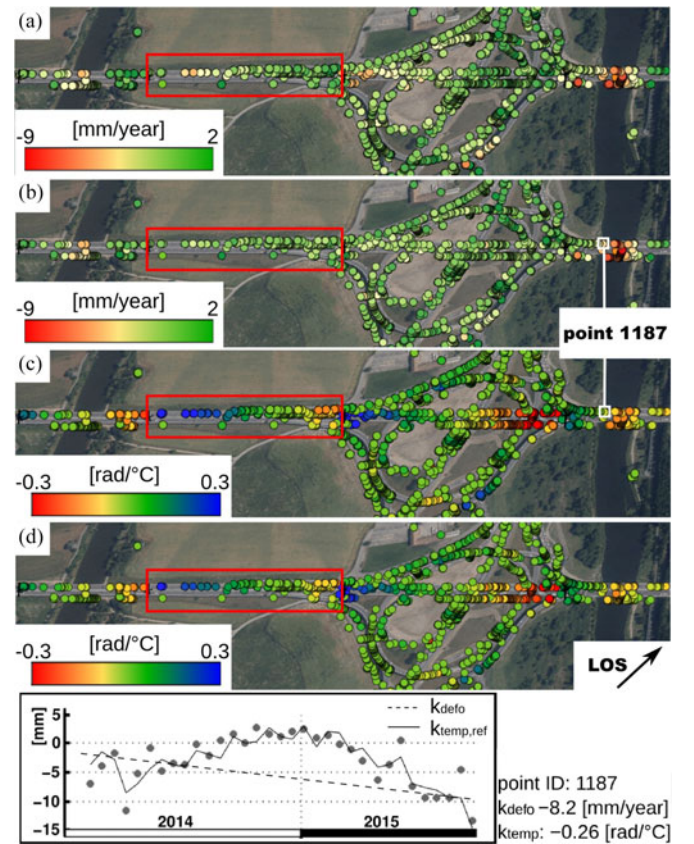 (a)
[mm/year]
-9 2
(b)
[mm/year]
-9 2
point 1187
(c)
[rad/°C]
-0.3 0.3
(d)
[rad/°C]
-0.3 0.3
LOS
[mm]
5
0
−5
−10
−15
kdefo
ktemp,ref
2014 2015
point ID: 1187
kdefo −8.2 [mm/year]
ktemp: −0.26 [rad/°C]